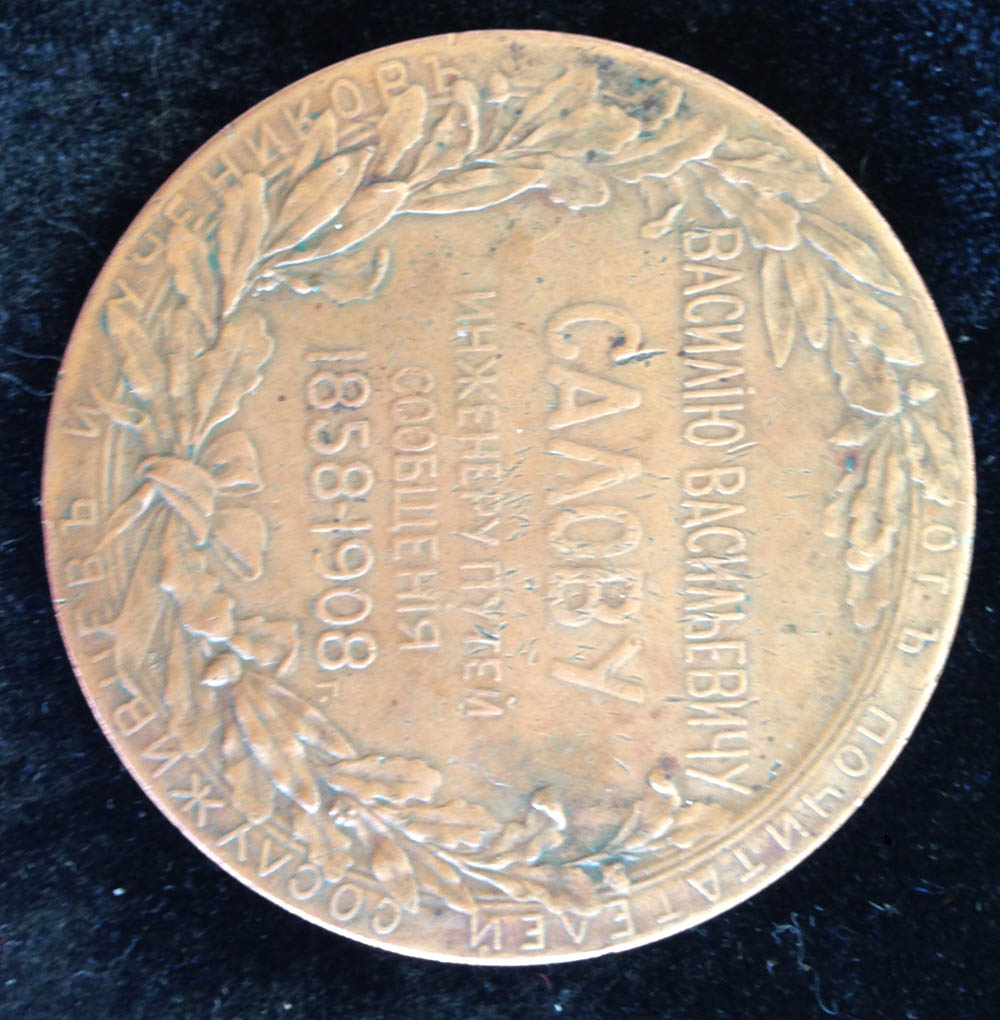 ВАСИЛІЮ ВАСИЛЬЕВИЧУ
САЛОВУ
ИНЖЕНЕРУ ПУТЕЙ
СООБЩЕНІЯ
1858-1908 г.
ОТЪ ПОЧИТАТЕЛЕЙ СОСЛУЖИВЦЕВЪ И УЧЕНИКОВЪ